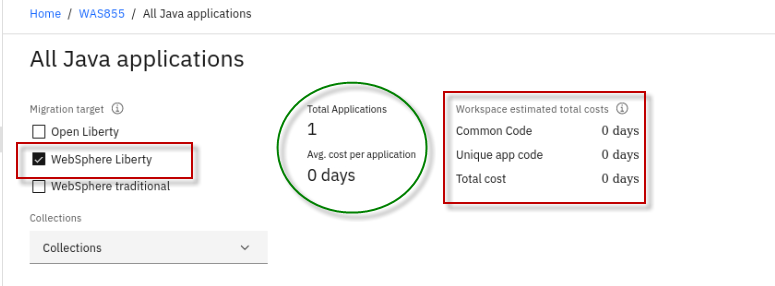 Home / WAS855 / All Java applications
All Java applications
Migration target
Open Liberty
WebSphere Liberty
WebSphere traditional
Collections
Collections
Total Applications
1
Avg. cost per application
0 days
Workspace estimated total costs
Common Code 0 days
Unique app code 0 days
Total cost 0 days